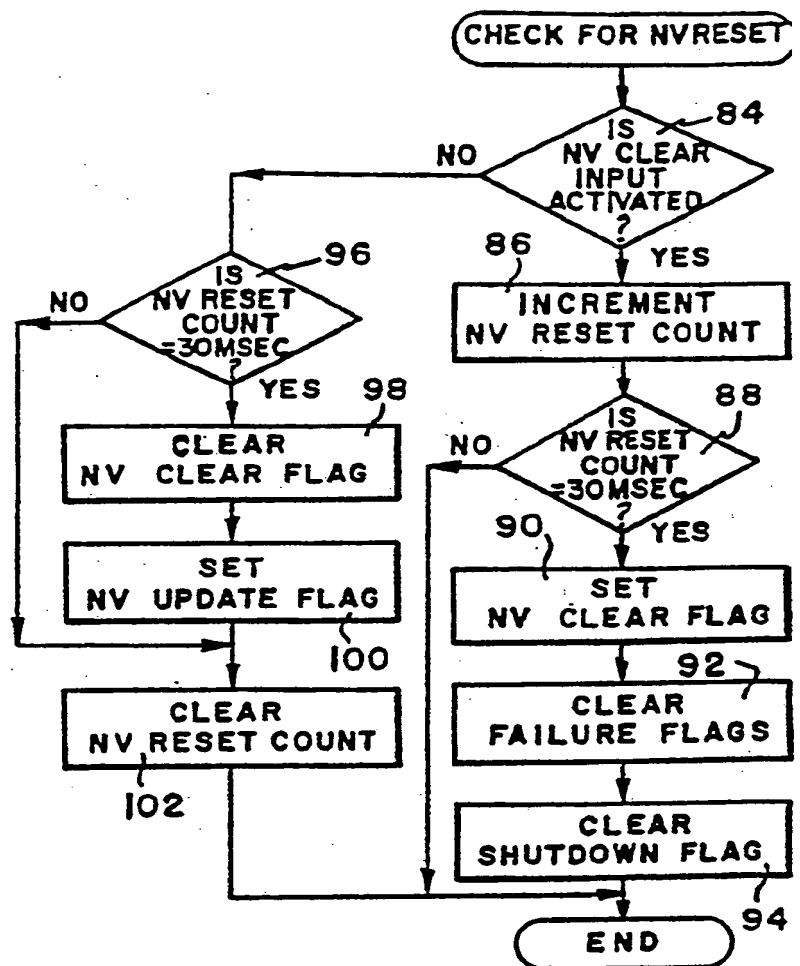 CHECK FOR NVRESET
84
IS
NV CLEAR
INPUT
ACTIVATED
?
NO
YES
86
INCREMENT
NV RESET COUNT
88
IS
NV RESET
COUNT
=30MSEC
?
NO
YES
90
SET
NV CLEAR FLAG
92
CLEAR
FAILURE FLAGS
CLEAR
SHUTDOWN FLAG
94
END
96
IS
NV RESET
COUNT
=30MSEC
?
NO
YES
98
CLEAR
NV CLEAR FLAG
SET
NV UPDATE FLAG
100
CLEAR
NV RESET COUNT
102